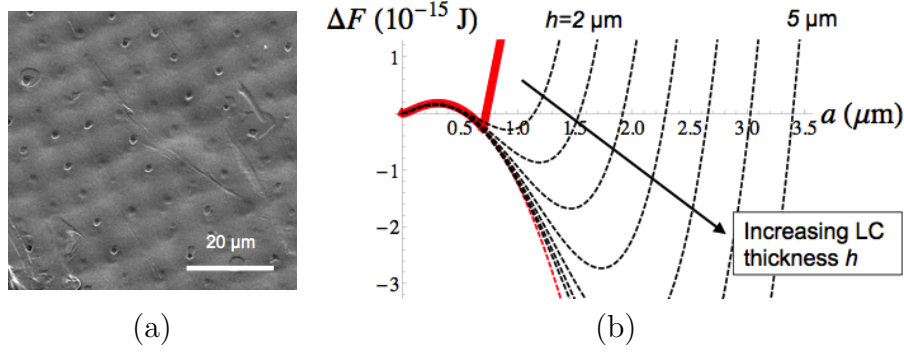 20 μm
(a)
ΔF (10⁻¹⁵ J)
h=2 μm
5 μm
1
0.5
1.0
1.5
2.0
2.5
3.0
3.5
a (μm)
-1
-2
-3
Increasing LC
thickness h
(b)